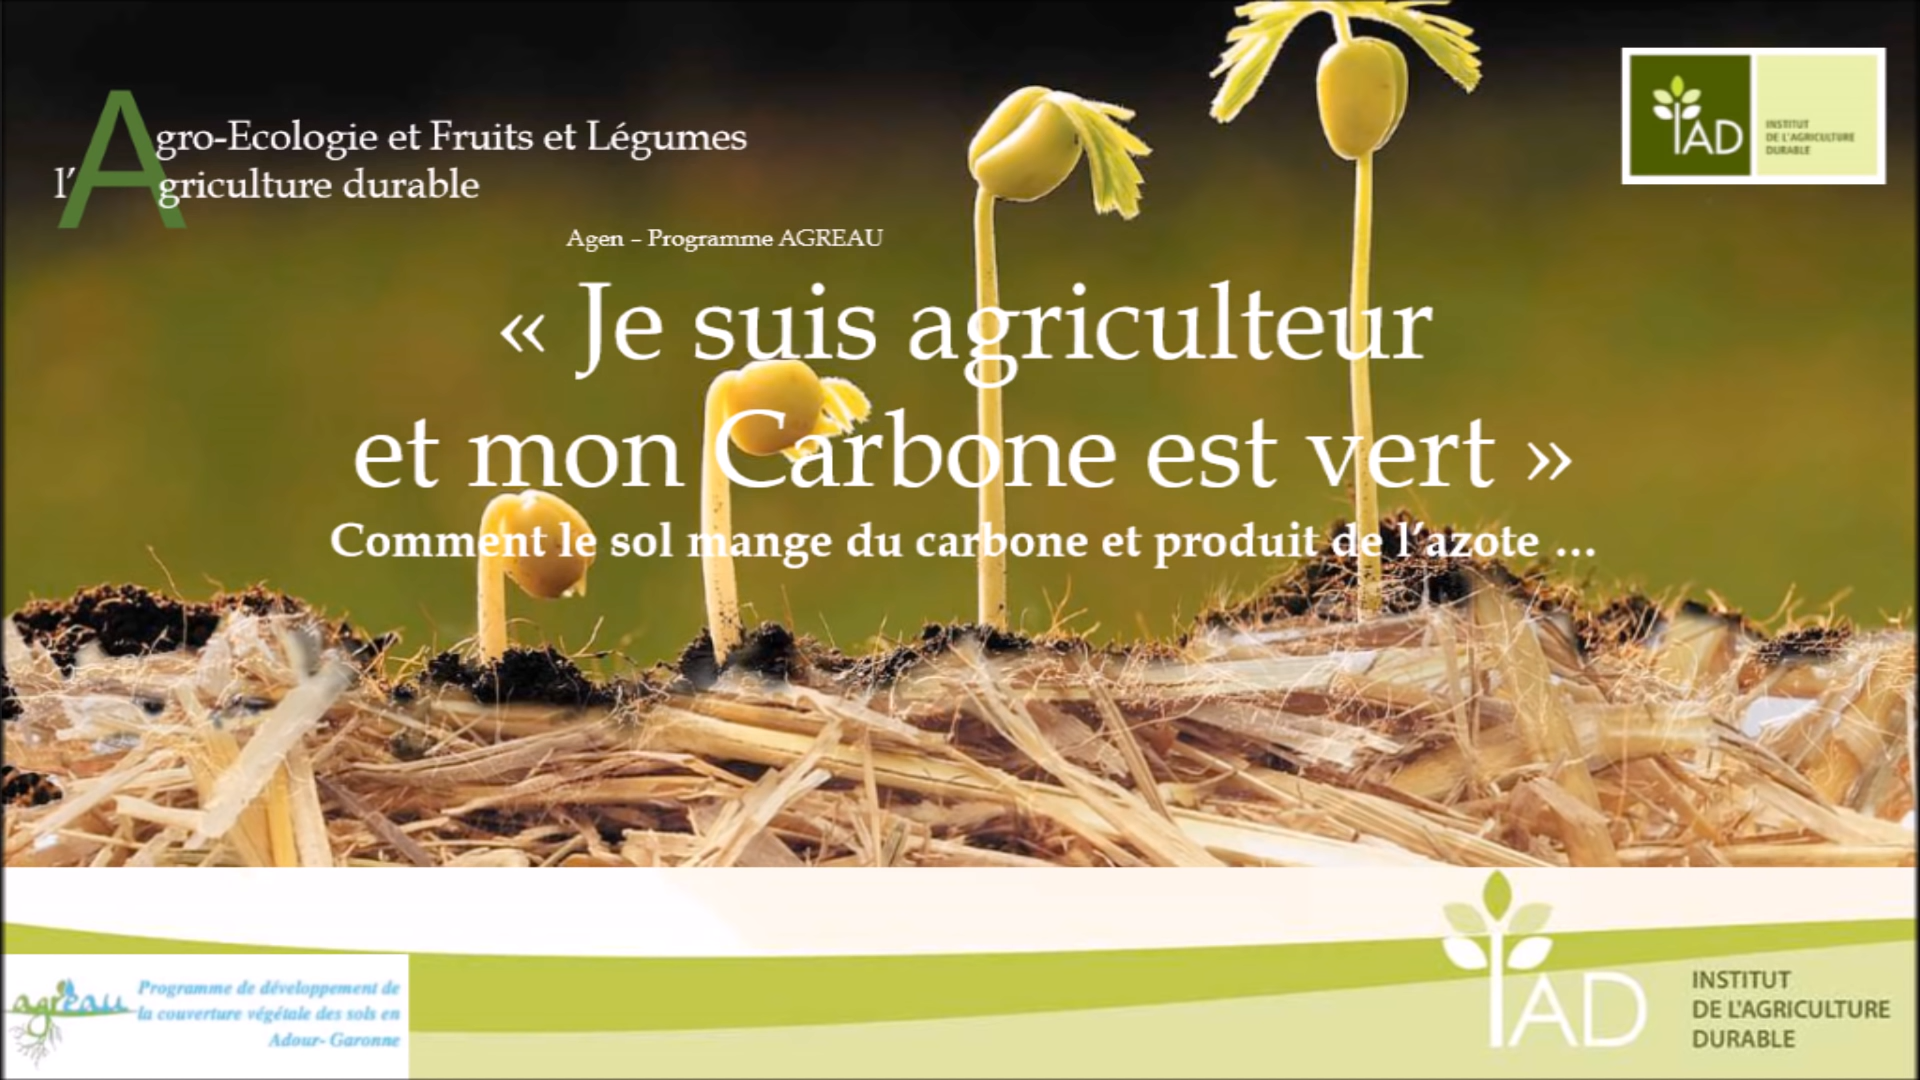 Agro-Ecologie et Fruits et Légumes
l'Agriculture durable
IAD
INSTITUT
DE L'AGRICULTURE
DURABLE
Agen – Programme AGREAU
« Je suis agriculteur
et mon Carbone est vert »
Comment le sol mange du carbone et produit de l'azote ...
agreau
Programme de développement de
la couverture végétale des sols en
Adour- Garonne
IAD
INSTITUT
DE L'AGRICULTURE
DURABLE